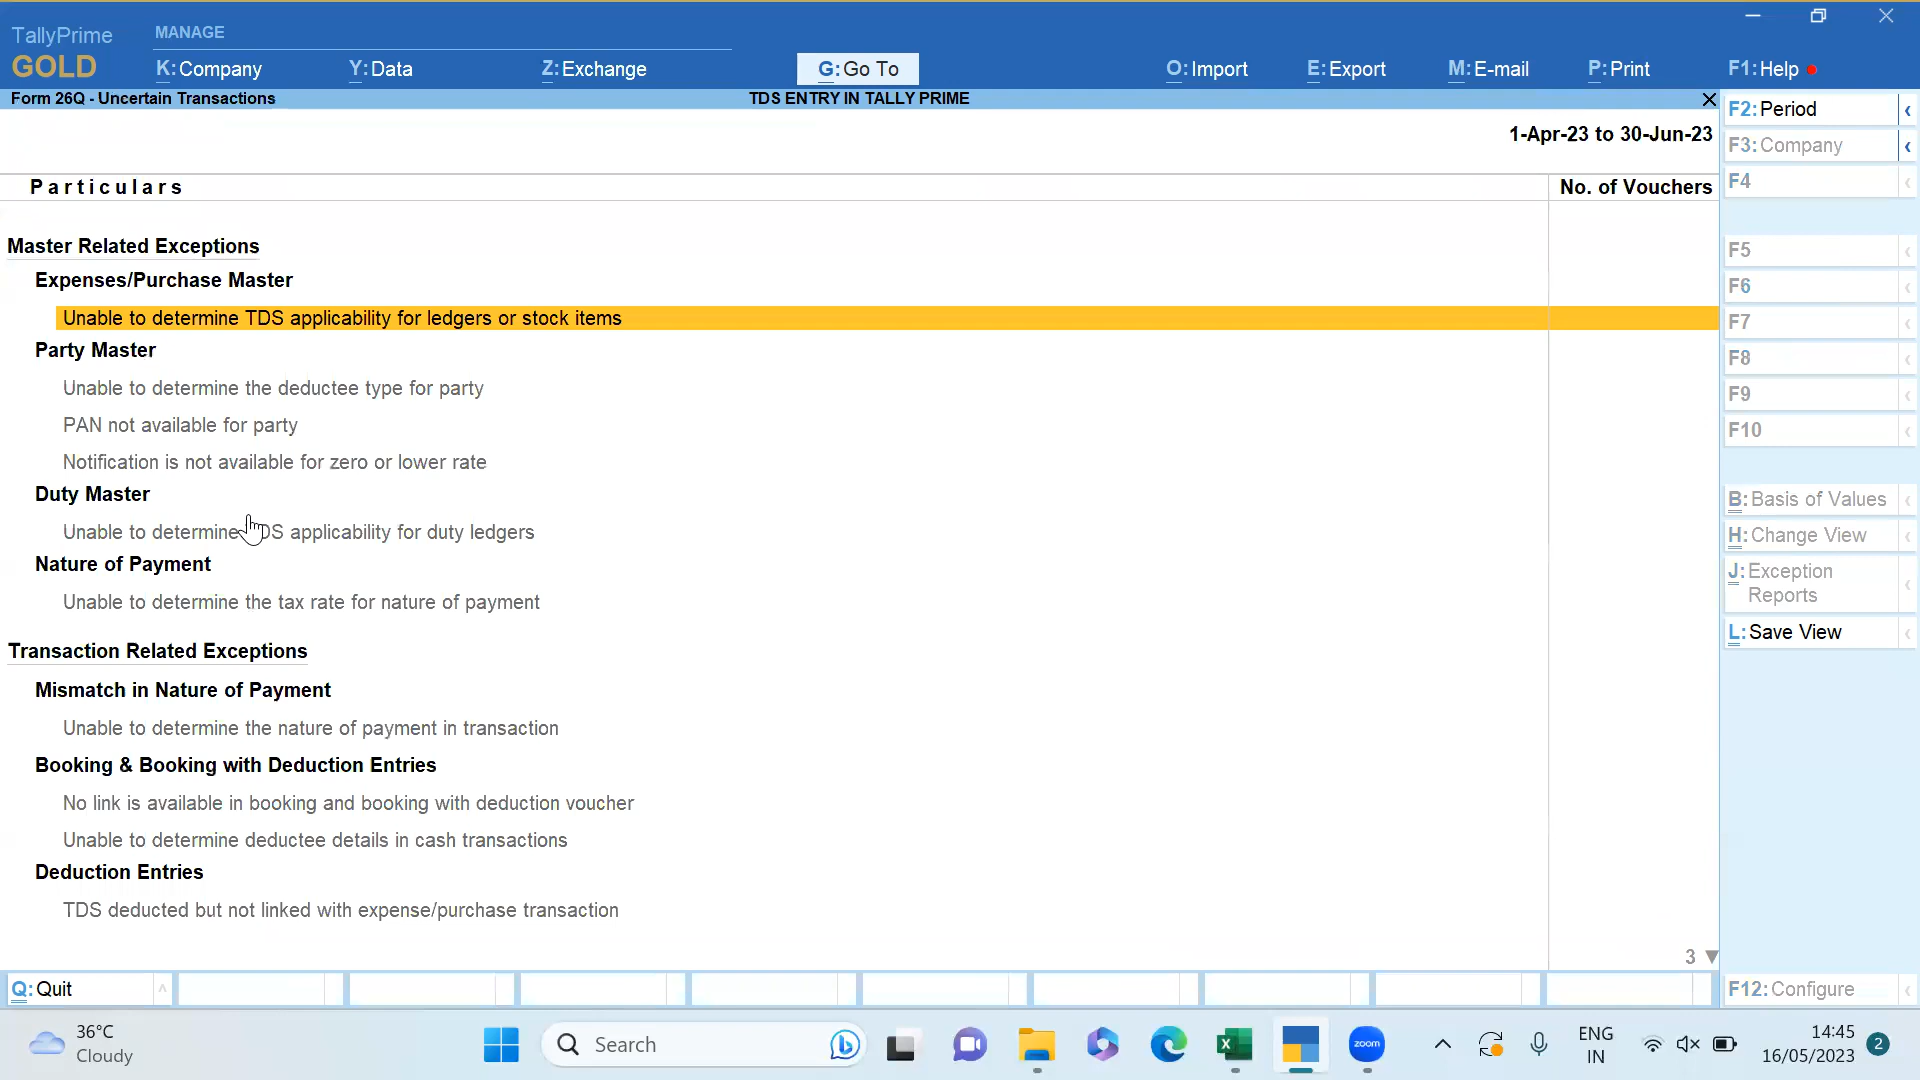 TallyPrime
GOLD
MANAGE
K:Company
Y:Data
Z:Exchange
G:Go To
O:Import
E:Export
M:E-mail
P:Print
F1:Help
Form 26Q - Uncertain Transactions
TDS ENTRY IN TALLY PRIME
1-Apr-23 to 30-Jun-23
Particulars
No. of Vouchers
Master Related Exceptions
Expenses/Purchase Master
Unable to determine TDS applicability for ledgers or stock items
Party Master
Unable to determine the deductee type for party
PAN not available for party
Notification is not available for zero or lower rate
Duty Master
Unable to determine TDS applicability for duty ledgers
Nature of Payment
Unable to determine the tax rate for nature of payment
Transaction Related Exceptions
Mismatch in Nature of Payment
Unable to determine the nature of payment in transaction
Booking & Booking with Deduction Entries
No link is available in booking and booking with deduction voucher
Unable to determine deductee details in cash transactions
Deduction Entries
TDS deducted but not linked with expense/purchase transaction
3
F2:Period
F3:Company
F4
F5
F6
F7
F8
F9
F10
B:Basis of Values
H:Change View
J:Exception
Reports
L:Save View
F12:Configure
Q:Quit
36°C
Cloudy
Search
zoom
ENG
IN
14:45
16/05/2023
2